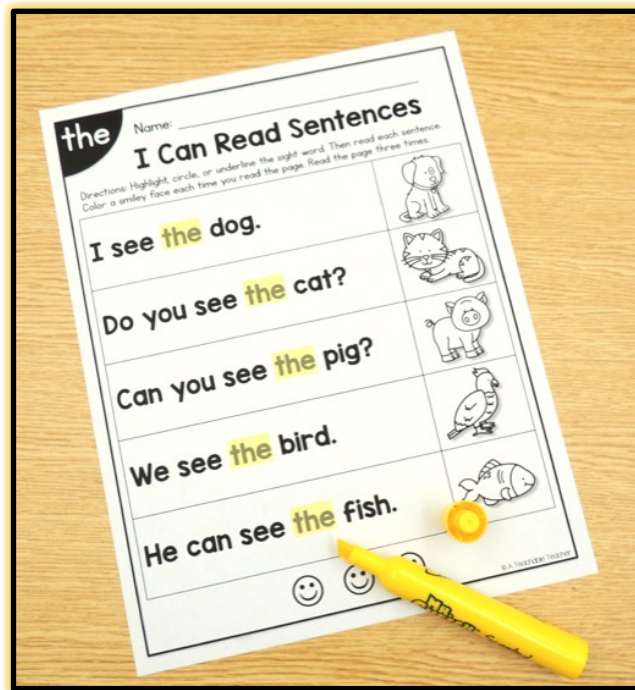 the
Name:
I Can Read Sentences
Directions: Highlight, circle, or underline the sight word. Then read each sentence.
Color a smiley face each time you read the page. Read the page three times.
I see the dog.
Do you see the cat?
Can you see the pig?
We see the bird.
He can see the fish.
© A Teachable Teacher